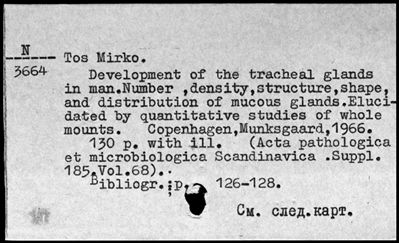 N
3664
Tos Mirko.
Development of the tracheal glands
in man.Number ,density,structure,shape,
and distribution of mucous glands.Eluci-
dated by quantitative studies of whole
mounts. Copenhagen,Munksgaard,1966.
130 p. with ill. (Acta pathologica
et microbiologica Scandinavica .Suppl.
185.Vol.68).
Bibliogr.:p. 126-128.
См. след.карт.